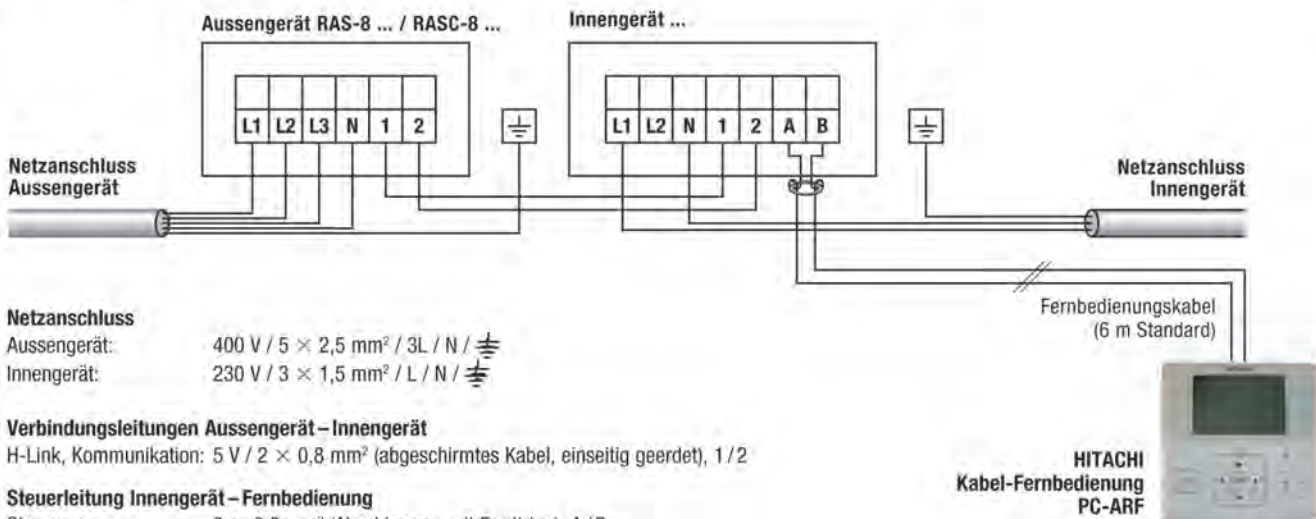 Aussengerät RAS-8 ... / RASC-8 ...
Innengerät ...
L1 L2 L3 N 1 2
L1 L2 N 1 2 A B
Netzanschluss
Aussengerät
Netzanschluss
Innengerät
Fernbedienungskabel
(6 m Standard)
Netzanschluss
Aussengerät: 400 V / 5 × 2,5 mm² / 3L / N / ⏚
Innengerät: 230 V / 3 × 1,5 mm² / L / N / ⏚
Verbindungsleitungen Aussengerät – Innengerät
H-Link, Kommunikation: 5 V / 2 × 0,8 mm² (abgeschirmtes Kabel, einseitig geerdet), 1 / 2
Steuerleitung Innengerät – Fernbedienung
HITACHI
Kabel-Fernbedienung
PC-ARF